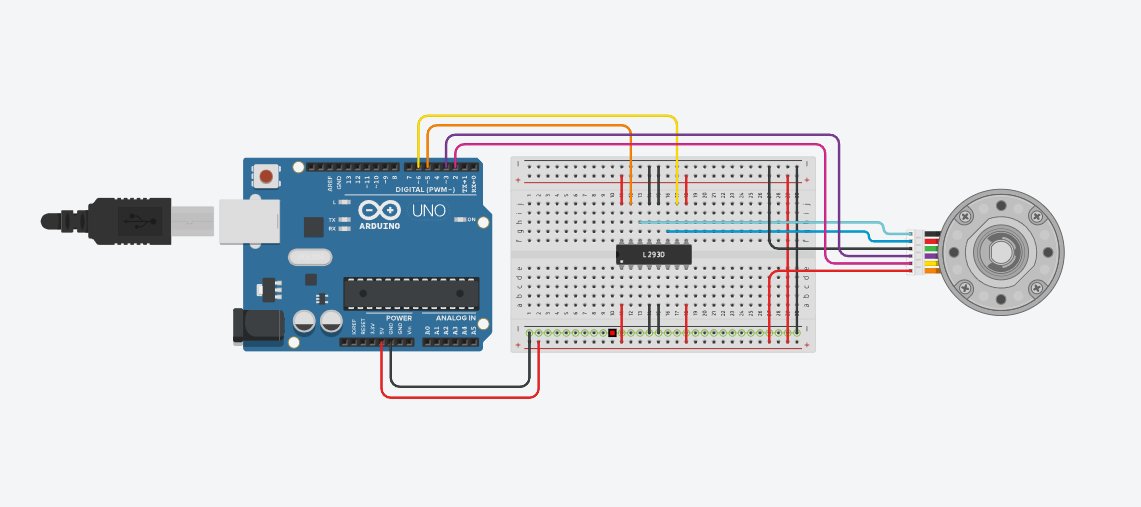 AREF
GND
13
12
~11
~10
~9
8
7
~6
~5
4
~3
2
TX→1
RX←0
DIGITAL (PWM~)
L
TX
RX
ARDUINO
UNO
ON
L293D
POWER
ANALOG IN
IOREF
RESET
3.3V
5V
GND
GND
Vin
A0
A1
A2
A3
A4
A5
a b c d e
f g h i j